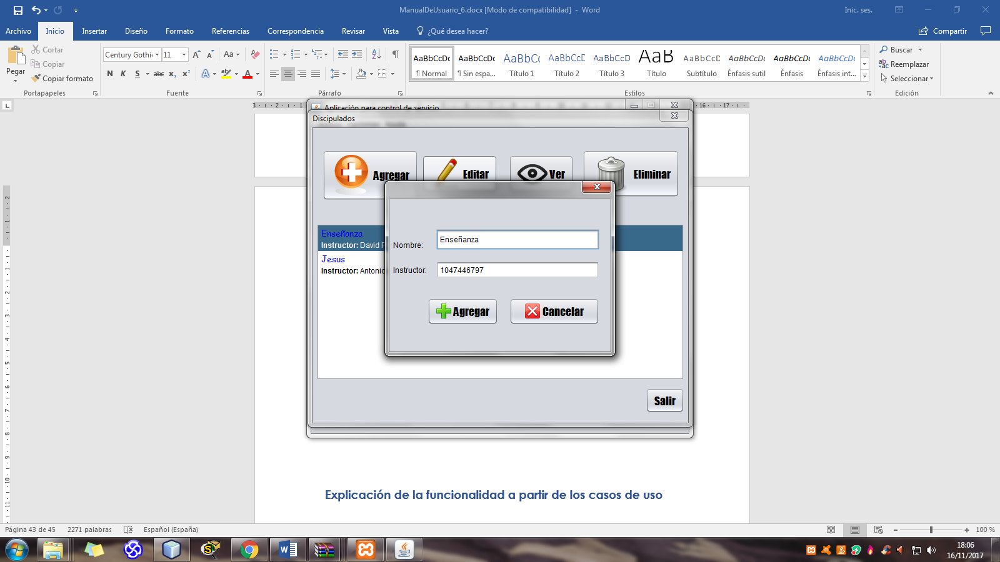 ManualDeUsuario_6.docx [Modo de compatibilidad] - Word
Inic. ses.
Archivo Inicio Insertar Diseño Formato Referencias Correspondencia Revisar Vista ¿Qué desea hacer? Compartir
Pegar
Cortar
Copiar
Copiar formato
Portapapeles
Century Gothi 11
N K S abc x₂ x²
Fuente
Párrafo
AaBbCcDc AaBbCcDc AaBbCc AaBbCcD AaBbCcD AaB AaBbCcD AaBbCcDc AaBbCcDc AaBbCcDc
¶ Normal ¶ Sin espa... Título 1 Título 2 Título 3 Título Subtítulo Énfasis sutil Énfasis Énfasis int...
Estilos
Buscar
Reemplazar
Seleccionar
Edición
Aplicación para control de servicio
Discipulados
Agregar Editar Ver Eliminar
Enseñanza
Instructor: David
Jesus
Instructor: Antonio
Nombre: Enseñanza
Instructor: 1047446797
Agregar Cancelar
Salir
Explicación de la funcionalidad a partir de los casos de uso
Página 43 de 45 2271 palabras Español (España) 100 %
18:06
16/11/2017